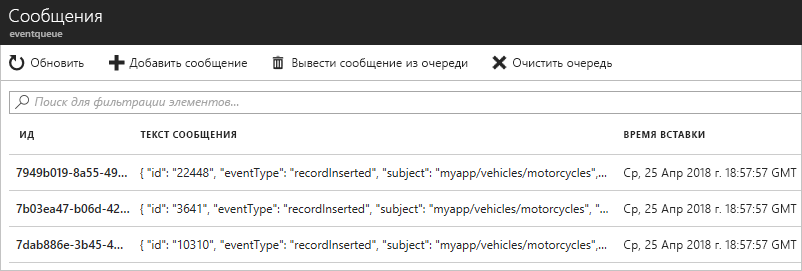 Сообщения
eventqueue
Обновить Добавить сообщение Вывести сообщение из очереди Очистить очередь
Поиск для фильтрации элементов...
ИД ТЕКСТ СООБЩЕНИЯ ВРЕМЯ ВСТАВКИ
7949b019-8a55-49... { "id": "22448", "eventType": "recordInserted", "subject": "myapp/vehicles/motorcycles",... Ср, 25 Апр 2018 г. 18:57:57 GMT
7b03ea47-b06d-42... { "id": "3641", "eventType": "recordInserted", "subject": "myapp/vehicles/motorcycles", "... Ср, 25 Апр 2018 г. 18:57:57 GMT
7dab886e-3b45-4... { "id": "10310", "eventType": "recordInserted", "subject": "myapp/vehicles/motorcycles",... Ср, 25 Апр 2018 г. 18:57:57 GMT